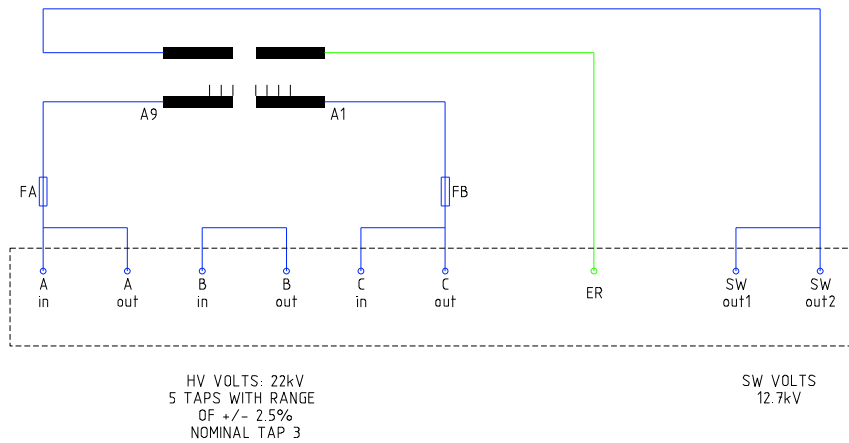 A9
A1
FA
FB
A
in
A
out
B
in
B
out
C
in
C
out
ER
SW
out1
SW
out2
HV VOLTS: 22kV
5 TAPS WITH RANGE
OF +/- 2.5%
NOMINAL TAP 3
SW VOLTS
12.7kV